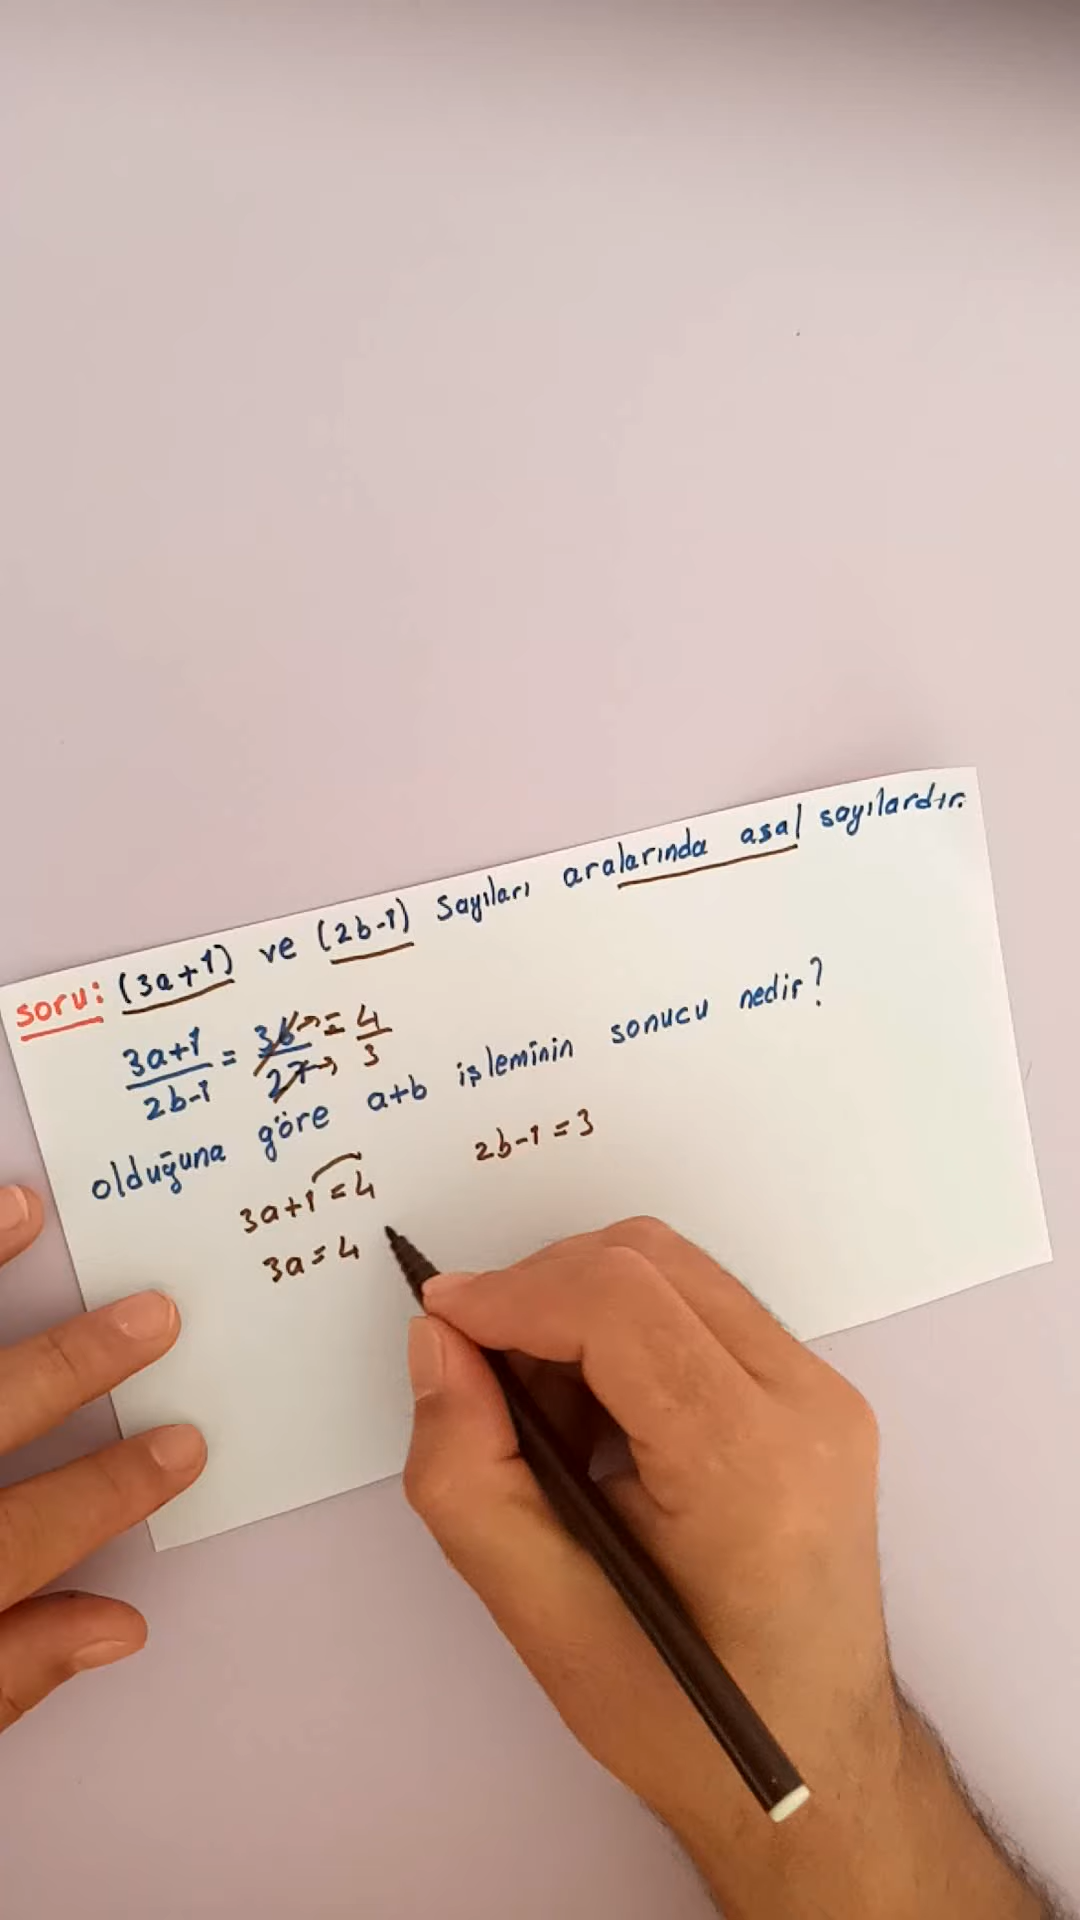 soru: (3a+1) ve (2b-1) sayıları aralarında asal sayılardır.
3a+1/2b-1 = 36/27 = 4/3
olduğuna göre a+b işleminin sonucu nedir?
3a+1=4 2b-1=3
3a=4